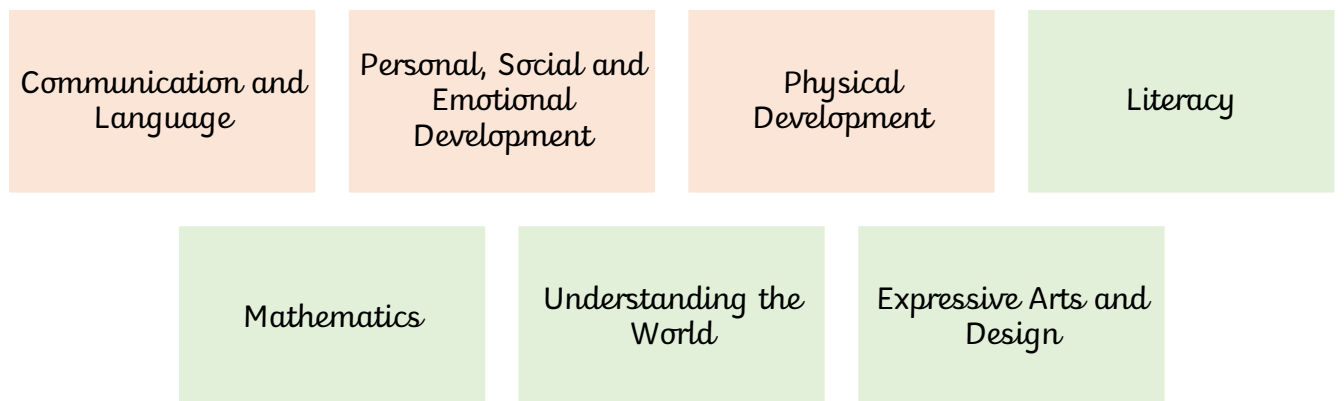 Communication and
Language
Personal, Social and
Emotional
Development
Physical
Development
Literacy
Mathematics
Understanding the
World
Expressive Arts and
Design